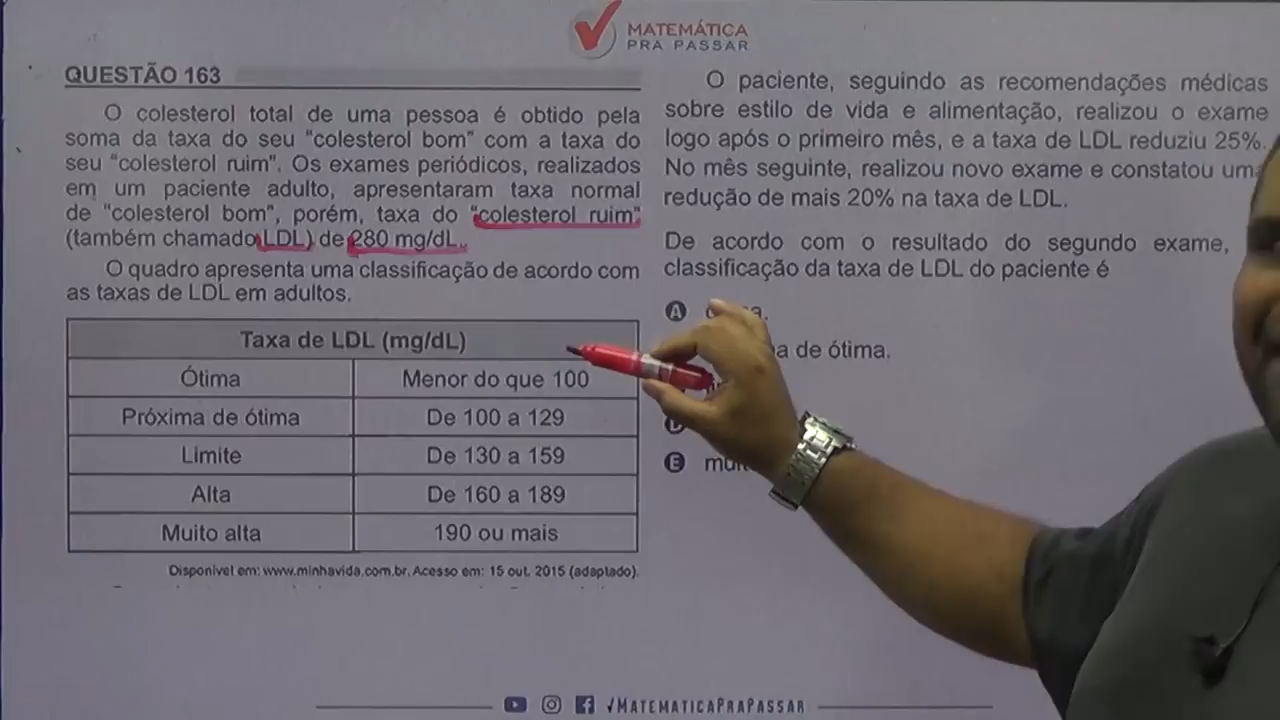 MATEMÁTICA
PRA PASSAR
QUESTÃO 163
O colesterol total de uma pessoa é obtido pela
soma da taxa do seu "colesterol bom" com a taxa do
seu "colesterol ruim". Os exames periódicos, realizados
em um paciente adulto, apresentaram taxa normal
de "colesterol bom", porém, taxa do "colesterol ruim"
(também chamado LDL) de 280 mg/dL.
O quadro apresenta uma classificação de acordo com
as taxas de LDL em adultos.
Taxa de LDL (mg/dL)
Ótima Menor do que 100
Próxima de ótima De 100 a 129
Limite De 130 a 159
Alta De 160 a 189
Muito alta 190 ou mais
Disponível em: www.minhavida.com.br. Acesso em: 15 out. 2015 (adaptado).
O paciente, seguindo as recomendações médicas
sobre estilo de vida e alimentação, realizou o exame
logo após o primeiro mês, e a taxa de LDL reduziu 25%.
No mês seguinte, realizou novo exame e constatou uma
redução de mais 20% na taxa de LDL.
De acordo com o resultado do segundo exame,
classificação da taxa de LDL do paciente é
A
de ótima.
D
E
/MATEMATICAPRAPASSAR